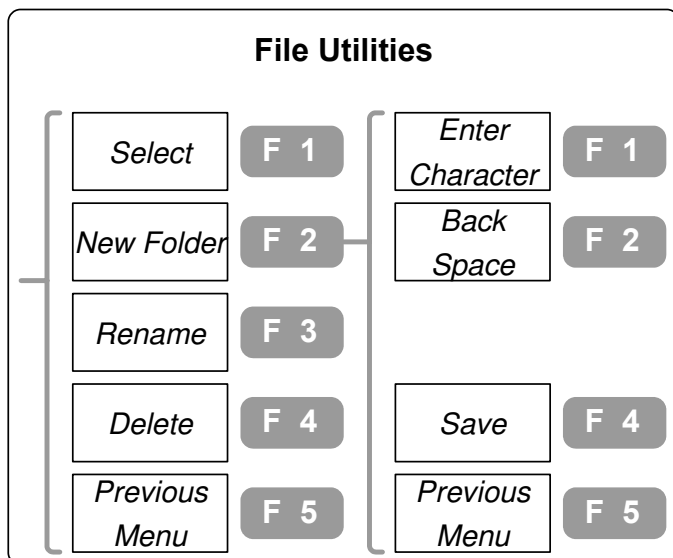 File Utilities
Select
F 1
New Folder
F 2
Rename
F 3
Delete
F 4
Previous
Menu
F 5
Enter
Character
F 1
Back
Space
F 2
Save
F 4
Previous
Menu
F 5